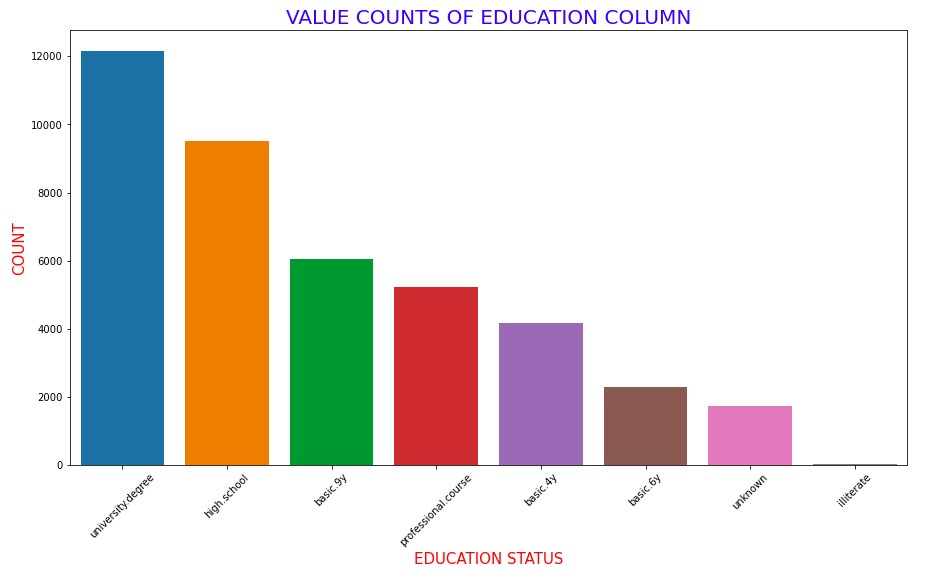 VALUE COUNTS OF EDUCATION COLUMN
COUNT
12000
10000
8000
6000
4000
2000
0
university.degree
high.school
basic.9y
professional.course
basic.4y
basic.6y
unknown
illiterate
EDUCATION STATUS